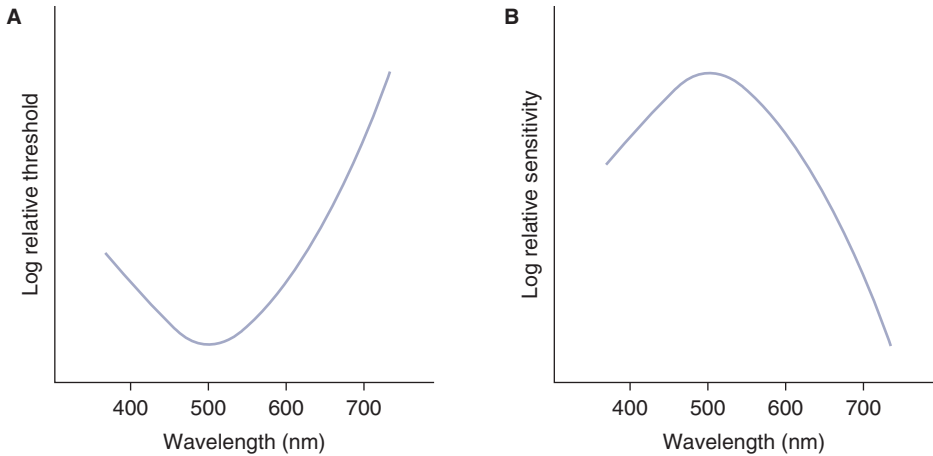 A
Log relative threshold
400 500 600 700
Wavelength (nm)
B
Log relative sensitivity
400 500 600 700
Wavelength (nm)